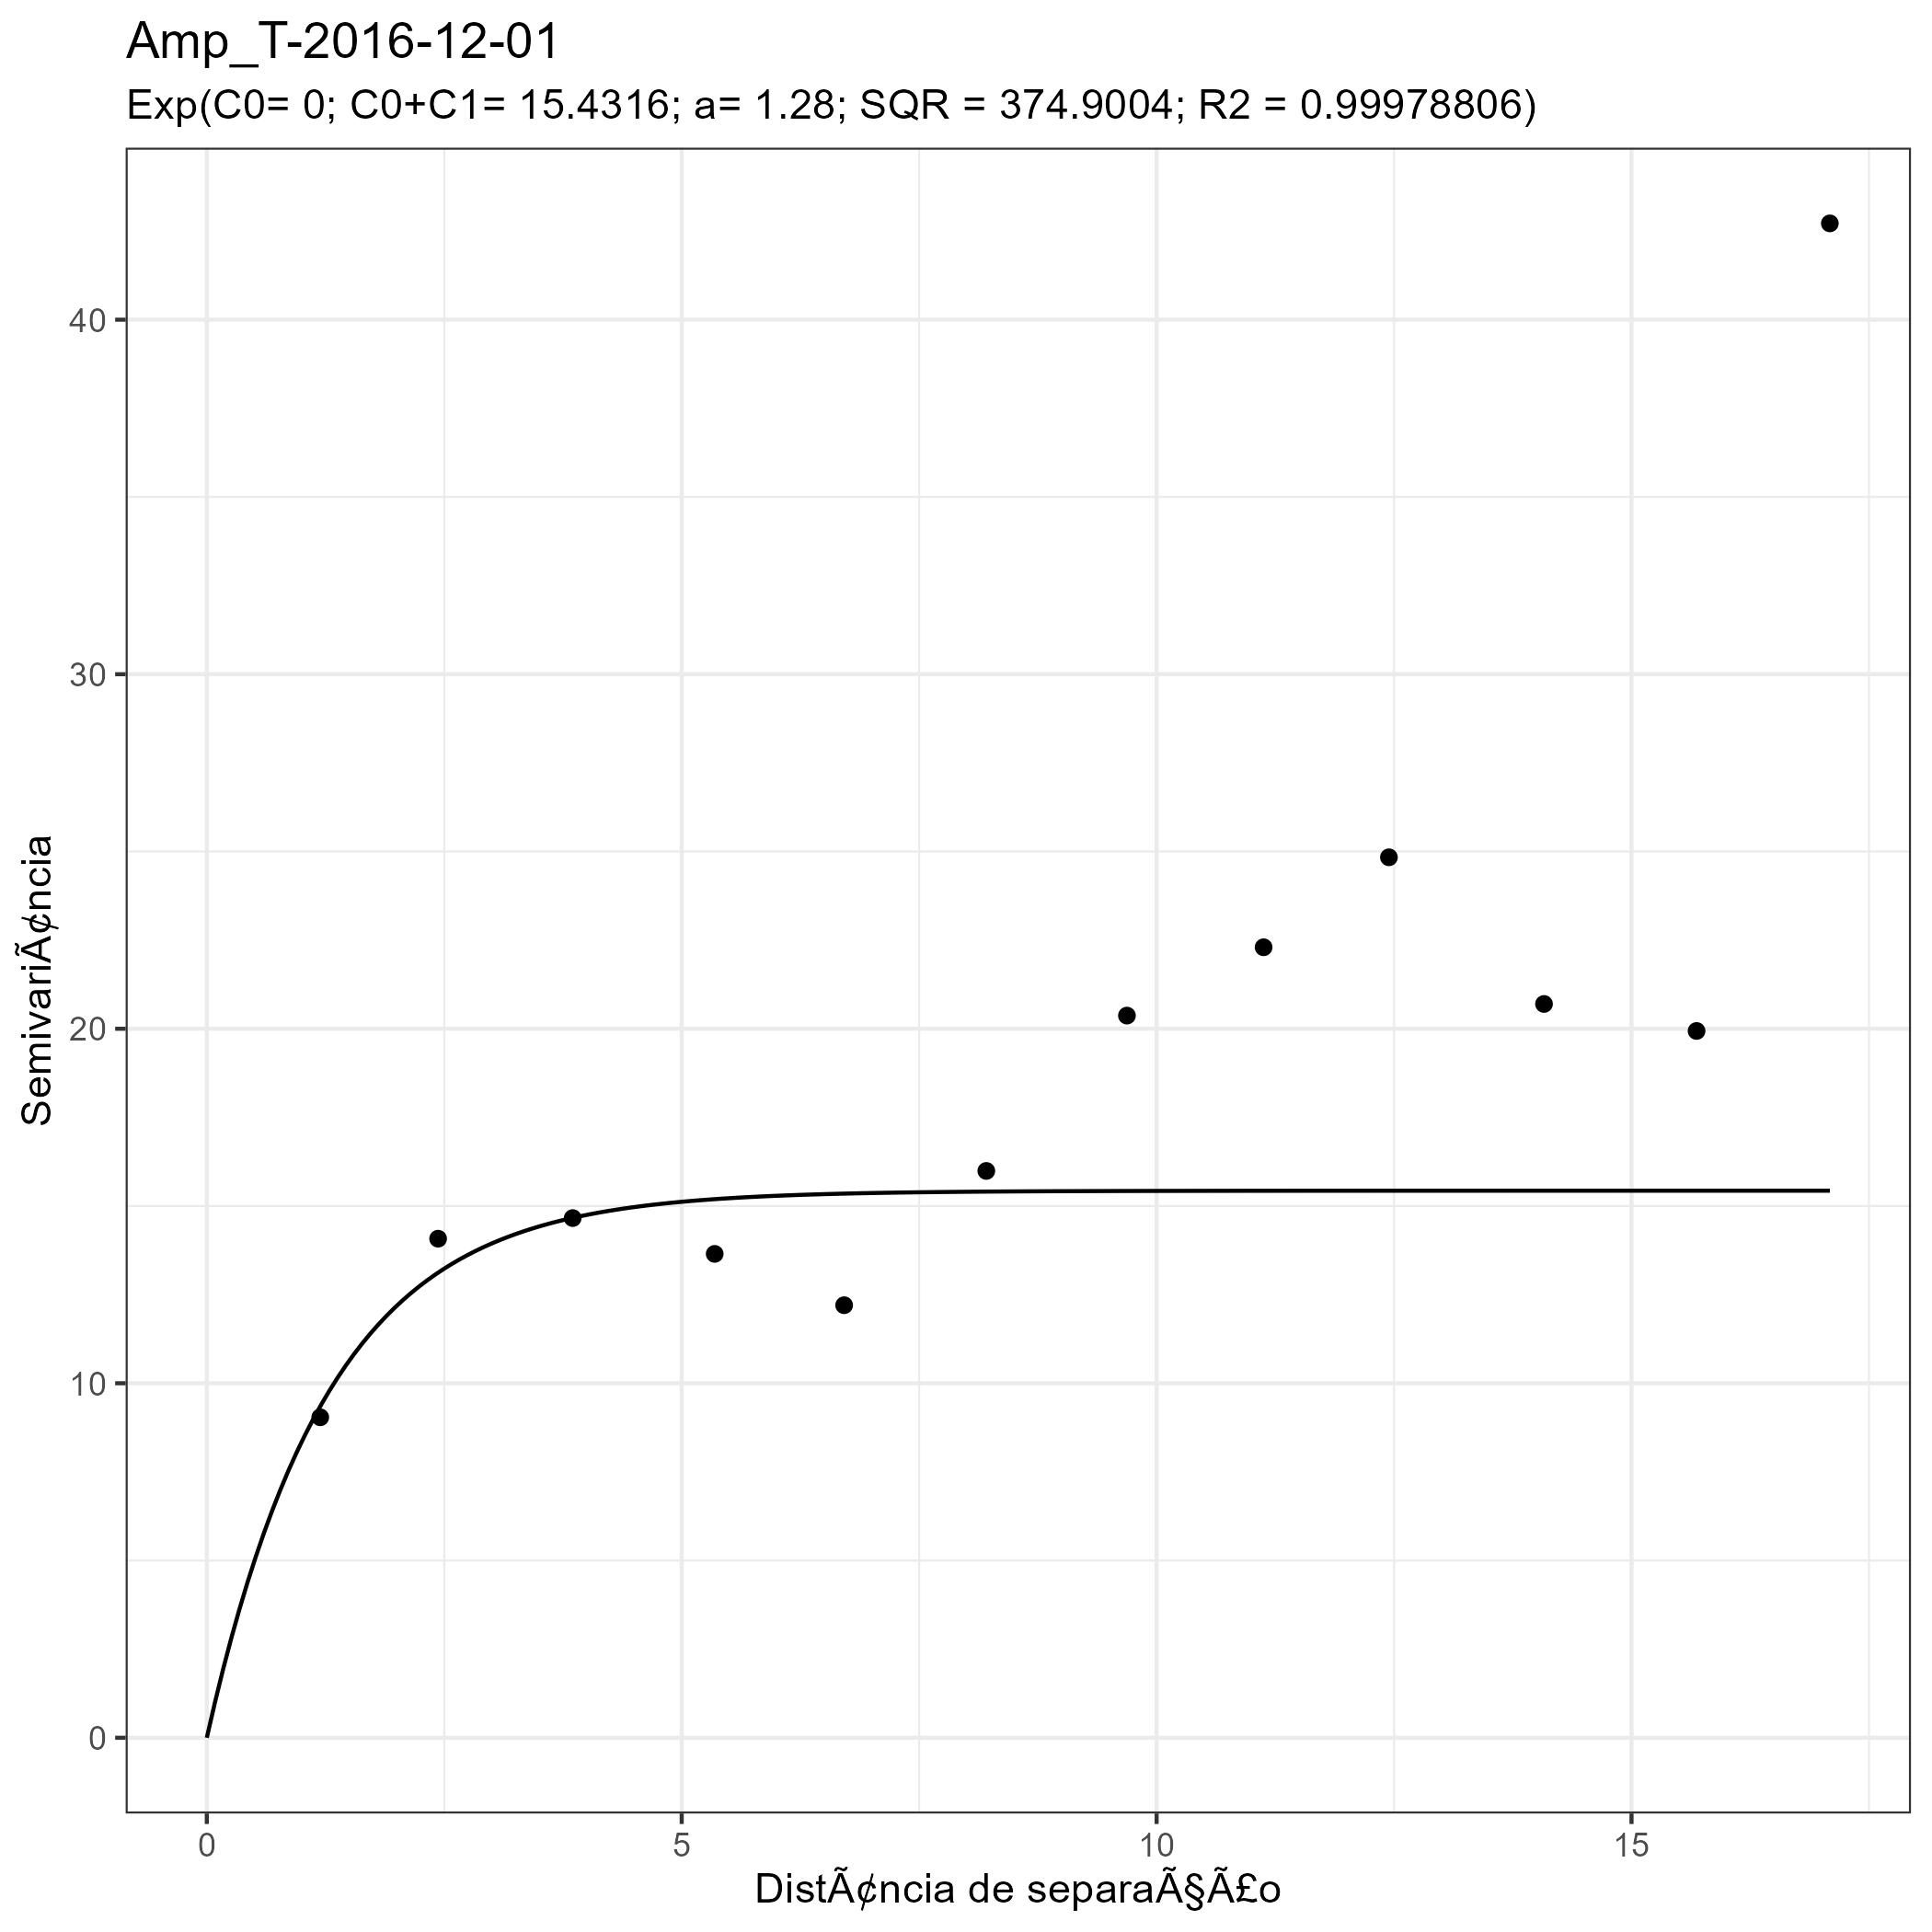 Amp_T-2016-12-01
Exp(C0= 0; C0+C1= 15.4316; a= 1.28; SQR = 374.9004; R2 = 0.99978806)
SemivariÃ¢ncia
40
30
20
10
0
0 5 10 15
DistÃ¢ncia de separaÃ§Ã£o